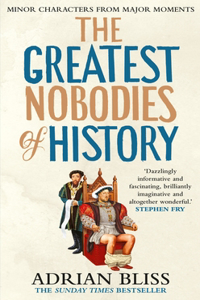 MINOR CHARACTERS FROM MAJOR MOMENTS
THE
GREATEST
NOBODIES
of HISTORY
‘Dazzlingly
informative and
fascinating, brilliantly
imaginative and
altogether wonderful.’
STEPHEN FRY
ADRIAN BLISS
THE SUNDAY TIMES BESTSELLER